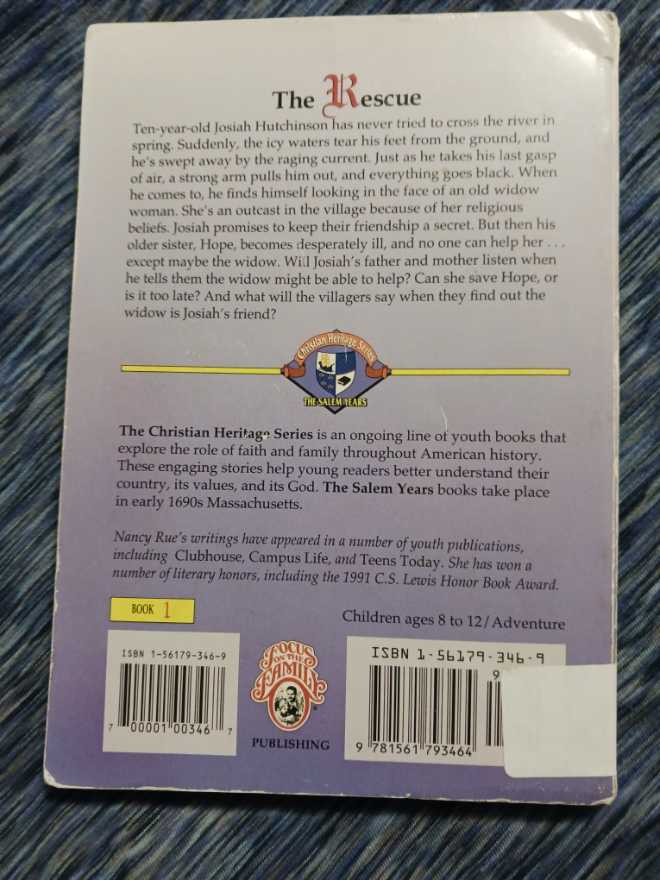 The Rescue
Ten-year-old Josiah Hutchinson has never tried to cross the river in
spring. Suddenly, the icy waters tear his feet from the ground, and
he's swept away by the raging current. Just as he takes his last gasp
of air, a strong arm pulls him out, and everything goes black. When
he comes to, he finds himself looking in the face of an old widow
woman. She's an outcast in the village because of her religious
beliefs. Josiah promises to keep their friendship a secret. But then his
older sister, Hope, becomes desperately ill, and no one can help her . . .
except maybe the widow. Will Josiah's father and mother listen when
he tells them the widow might be able to help? Can she save Hope, or
is it too late? And what will the villagers say when they find out the
widow is Josiah's friend?
Christian Heritage Series
THE SALEM YEARS
The Christian Heritage Series is an ongoing line of youth books that
explore the role of faith and family throughout American history.
These engaging stories help young readers better understand their
country, its values, and its God. The Salem Years books take place
in early 1690s Massachusetts.
Nancy Rue's writings have appeared in a number of youth publications,
including Clubhouse, Campus Life, and Teens Today. She has won a
number of literary honors, including the 1991 C.S. Lewis Honor Book Award.
BOOK 1
Children ages 8 to 12/Adventure
ISBN 1-56179-346-9
7 00001 00346 7
FOCUS
ON THE
FAMILY
®
PUBLISHING
ISBN 1-56179-346-9
9
9 781561 793464